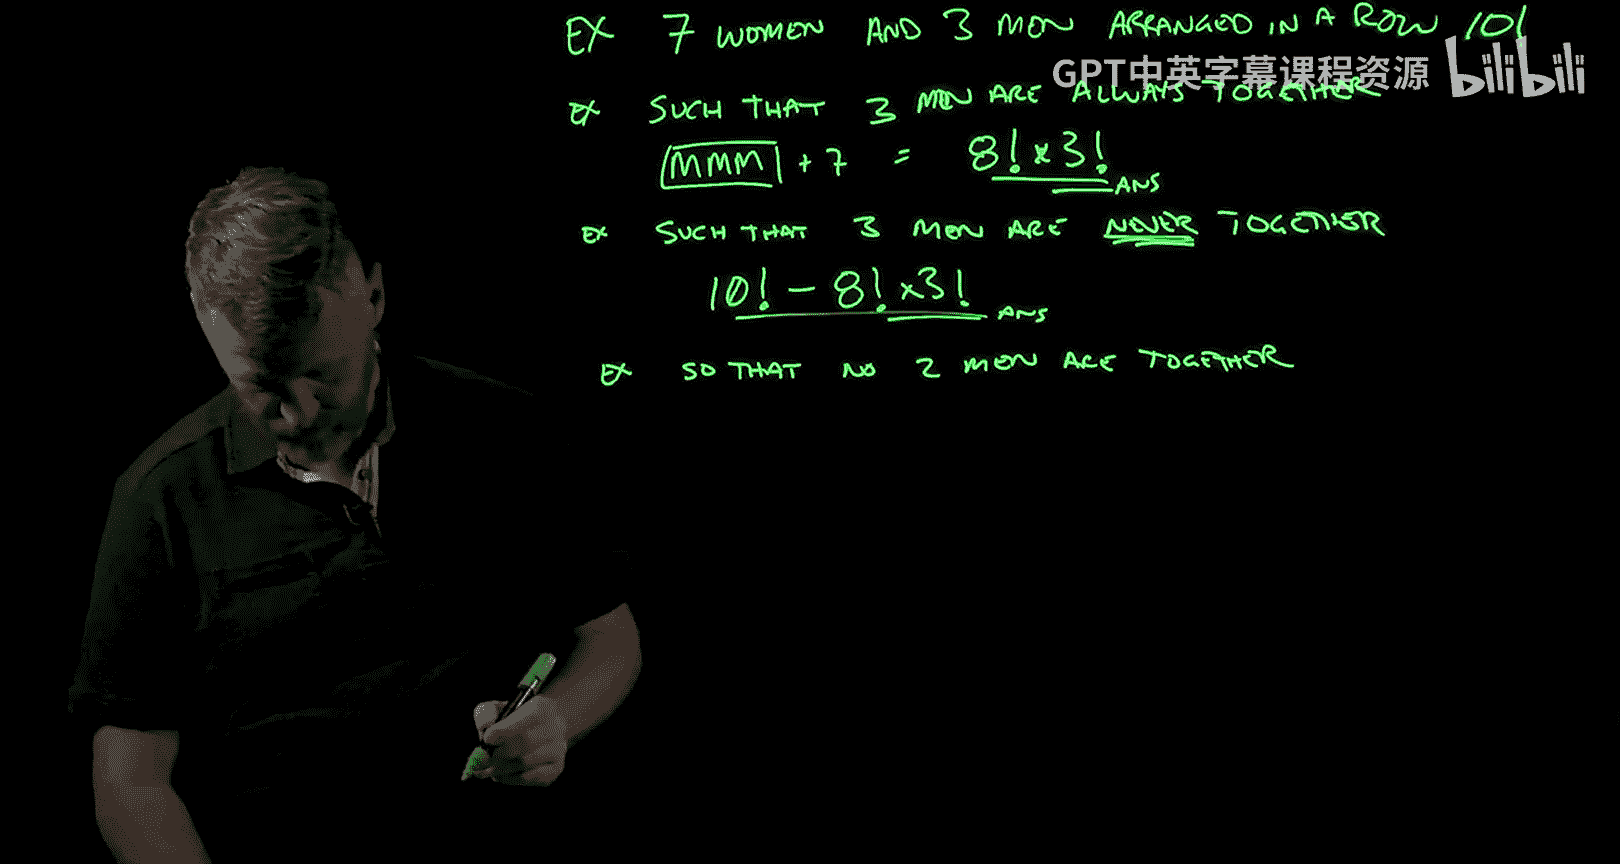 EX 7 WOMEN AND 3 MEN ARRANGED IN A ROW 10!
GPT中英字幕课程资源 bilibili
EX SUCH THAT 3 MEN ARE ALWAYS TOGETHER
MMM + 7 = 8! x 3! ANS
EX SUCH THAT 3 MEN ARE NEVER TOGETHER
10! - 8! x 3! ANS
EX SO THAT NO 2 MEN ARE TOGETHER